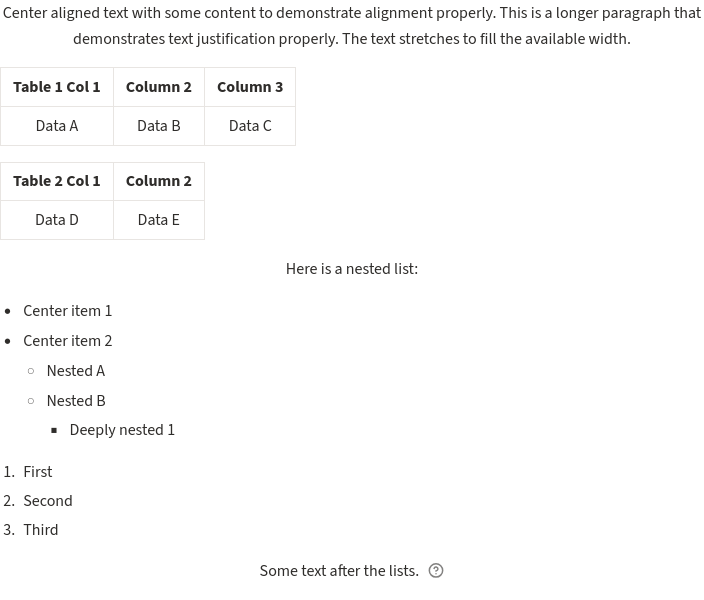 Center aligned text with some content to demonstrate alignment properly. This is a longer paragraph that
demonstrates text justification properly. The text stretches to fill the available width.
Table 1 Col 1 Column 2 Column 3
Data A Data B Data C
Table 2 Col 1 Column 2
Data D Data E
Here is a nested list:
• Center item 1
• Center item 2
○ Nested A
○ Nested B
▪ Deeply nested 1
1. First
2. Second
3. Third
Some text after the lists. ?